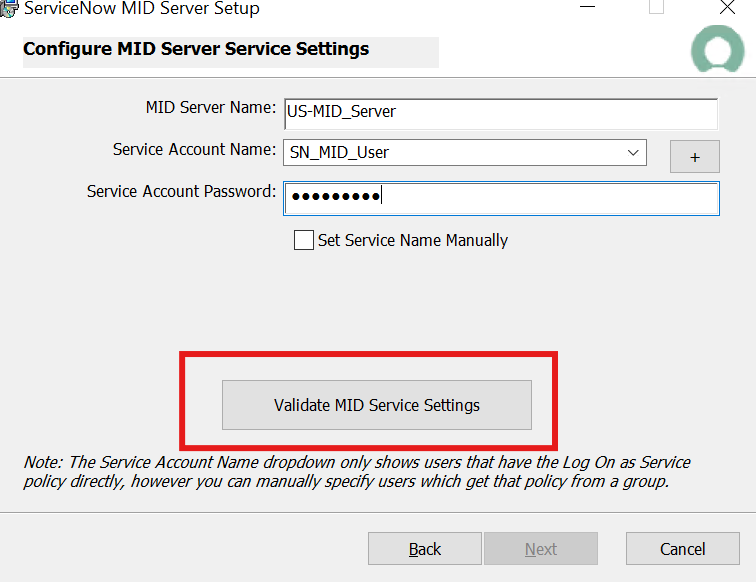 ServiceNow MID Server Setup
Configure MID Server Service Settings
MID Server Name: US-MID_Server
Service Account Name: SN_MID_User +
Service Account Password: ●●●●●●●●●
Set Service Name Manually
Validate MID Service Settings
Note: The Service Account Name dropdown only shows users that have the Log On as Service
policy directly, however you can manually specify users which get that policy from a group.
Back Next Cancel